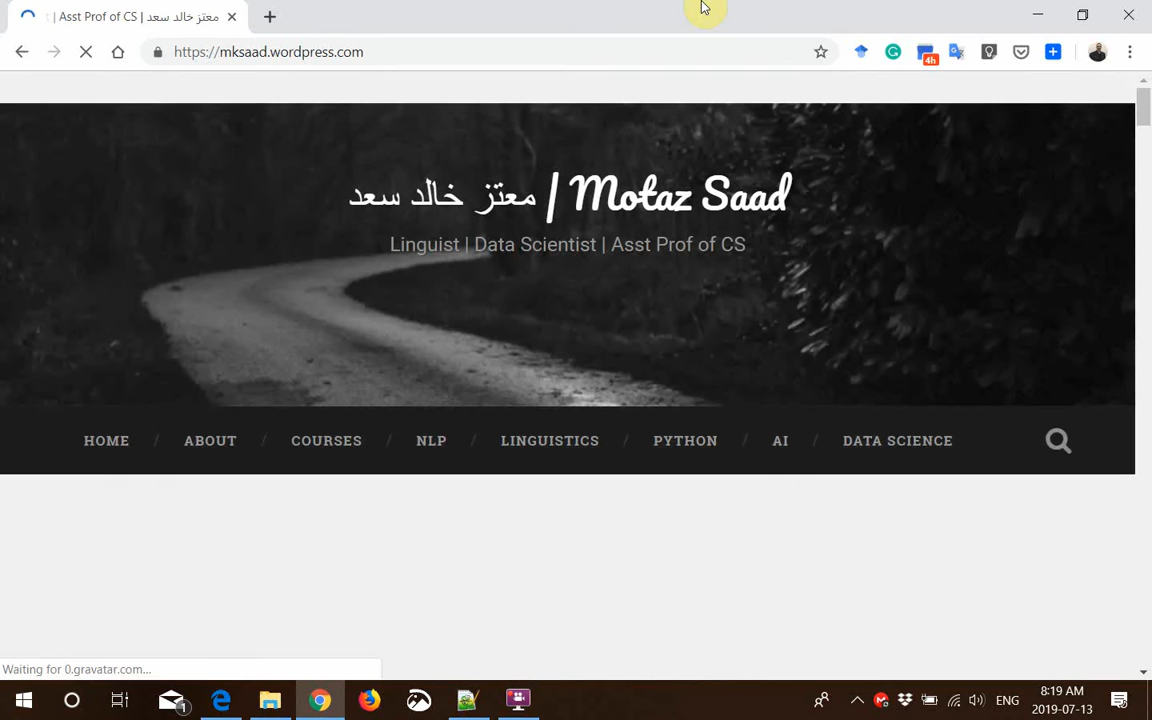 | Asst Prof of CS | معتز خالد سعد
https://mksaad.wordpress.com
4h
معتز خالد سعد | Motaz Saad
Linguist | Data Scientist | Asst Prof of CS
HOME / ABOUT / COURSES / NLP / LINGUISTICS / PYTHON / AI / DATA SCIENCE
Waiting for 0.gravatar.com...
1
ENG
8:19 AM
2019-07-13